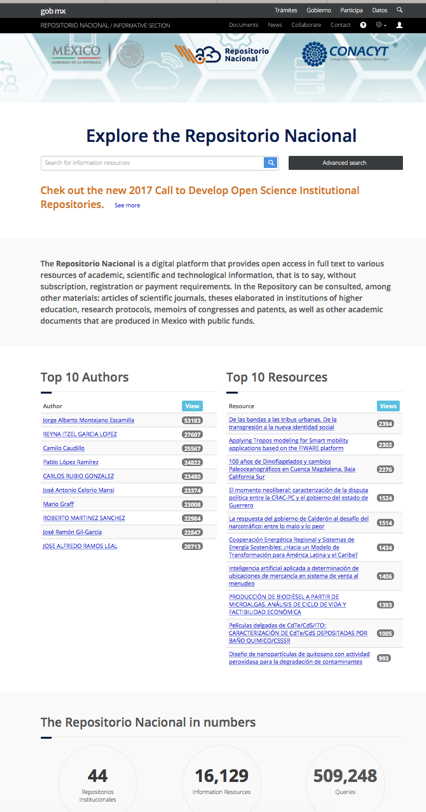 gob mx
Trámites Gobierno Participa Datos
REPOSITORIO NACIONAL / INFORMATIVE SECTION
Documents News Collaborate Contact
MÉXICO
GOBIERNO DE LA REPÚBLICA
Repositorio
Nacional
CONACYT
Consejo Nacional de Ciencia y Tecnología
Explore the Repositorio Nacional
Search for information resources
Advanced search
Chek out the new 2017 Call to Develop Open Science Institutional
Repositories. See more
The Repositorio Nacional is a digital platform that provides open access in full text to various
resources of academic, scientific and technological information, that is to say, without
subscription, registration or payment requirements. In the Repository can be consulted, among
other materials: articles of scientific journals, theses elaborated in institutions of higher
education, research protocols, memoirs of congresses and patents, as well as other academic
documents that are produced in Mexico with public funds.
Top 10 Authors
Author View
Jorge Alberto Montejano Escamilla 53183
REYNA ITZEL GARCIA LOPEZ 27607
Camilo Caudillo 25567
Pablo López Ramírez 24822
CARLOS RUBIO GONZALEZ 23480
José Antonio Celorio Mansi 23374
Mario Graff 23008
ROBERTO MARTINEZ SANCHEZ 22984
José Ramón Gil-García 22847
JOSE ALFREDO RAMOS LEAL 20713
Top 10 Resources
Resource Views
De las bandas a las tribus urbanas. De la
transgresión a la nueva identidad social 2394
Applying Tropos modeling for Smart mobility
applications based on the FIWARE platform 2302
100 años de Dinoflagelados y cambios
Paleoceanográficos en Cuenca Magdalena, Baja
California Sur 2276
El momento neoliberal: caracterización de la disputa
política entre la CRAC-PC y el gobierno del estado de
Guerrero 1524
La respuesta del gobierno de Calderón al desafío del
narcotráfico: entre lo malo y lo peor 1514
Cooperación Energética Regional y Sistemas de
Energía Sostenibles: ¿Hacia un Modelo de
Transformación para América Latina y el Caribe? 1434
Inteligencia artificial aplicada a determinación de
ubicaciones de mercancía en sistema de venta al
menudeo 1406
PRODUCCIÓN DE BIODIÉSEL A PARTIR DE
MICROALGAS, ANÁLISIS DE CICLO DE VIDA Y
FACTIBILIDAD ECONÓMICA 1393
Películas delgadas de CdTe/CdS/ITO:
CARACTERIZACIÓN DE CdTe/CdS DEPOSITADAS POR
BAÑO QUIMICO/CSSSR 1005
Diseño de nanopartículas de quitosano con actividad
peroxidasa para la degradación de contaminantes 993
The Repositorio Nacional in numbers
44
Repositorios
Institucionales
16,129
Information Resources
509,248
Queries